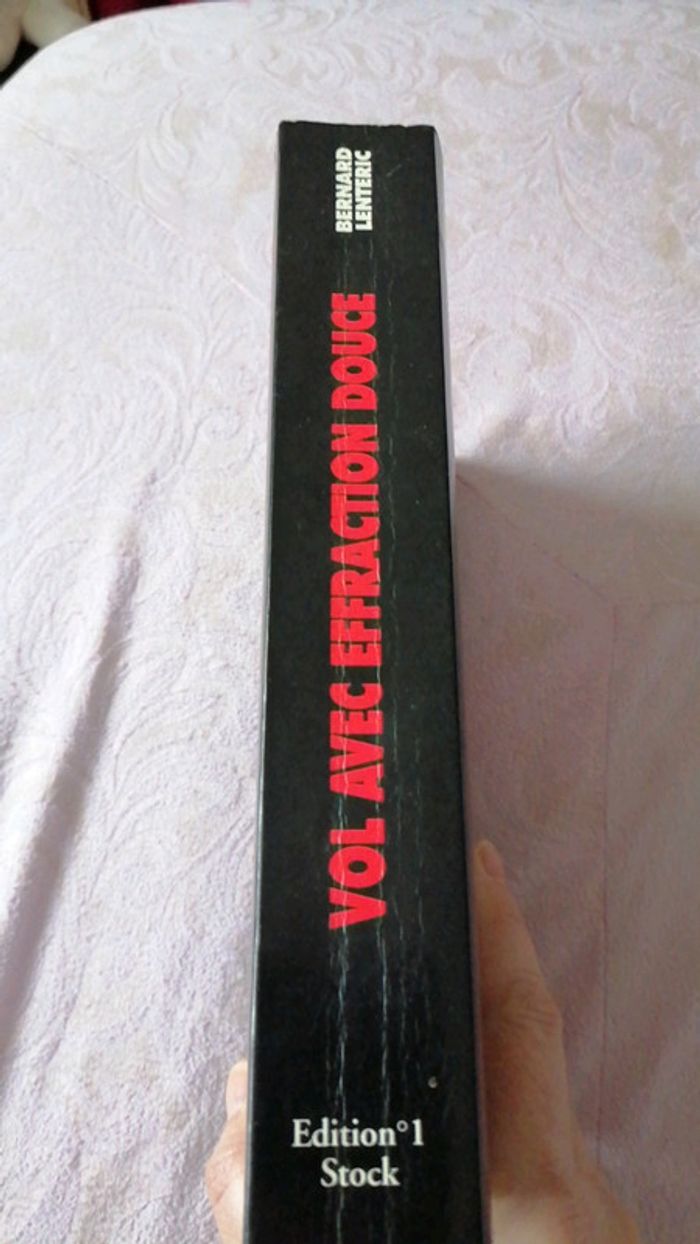 BERNARD
LENTERIC
VOL AVEC EFFRACTION DOUCE
Edition°1
Stock